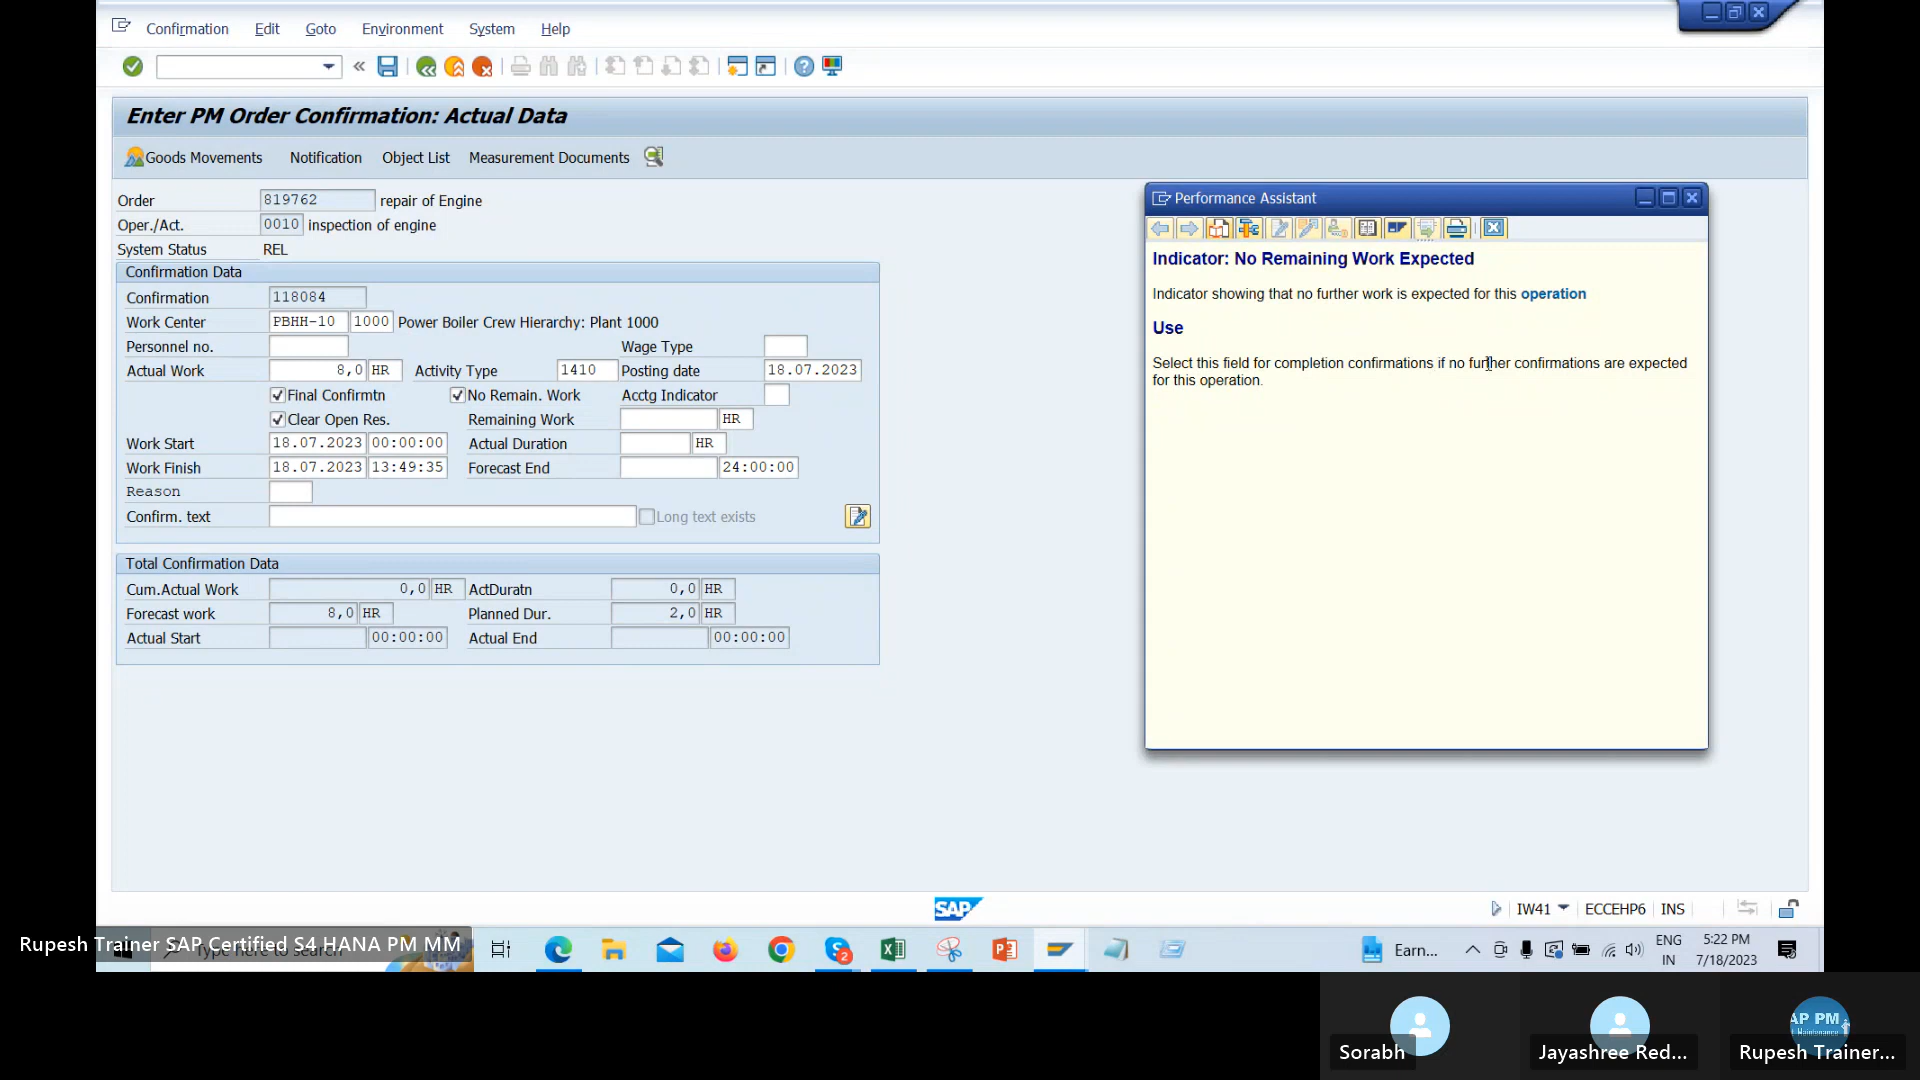 Confirmation Edit Goto Environment System Help
Enter PM Order Confirmation: Actual Data
Goods Movements Notification Object List Measurement Documents
Order 819762 repair of Engine
Oper./Act. 0010 inspection of engine
System Status REL
Confirmation Data
Confirmation 118084
Work Center PBHH-10 1000 Power Boiler Crew Hierarchy: Plant 1000
Personnel no. Wage Type
Actual Work 8,0 HR Activity Type 1410 Posting date 18.07.2023
Final Confirmtn No Remain. Work Acctg Indicator
Clear Open Res. Remaining Work HR
Work Start 18.07.2023 00:00:00 Actual Duration HR
Work Finish 18.07.2023 13:49:35 Forecast End 24:00:00
Reason
Confirm. text Long text exists
Total Confirmation Data
Cum.Actual Work 0,0 HR ActDuratn 0,0 HR
Forecast work 8,0 HR Planned Dur. 2,0 HR
Actual Start 00:00:00 Actual End 00:00:00
Performance Assistant
Indicator: No Remaining Work Expected
Indicator showing that no further work is expected for this operation
Use
Select this field for completion confirmations if no further confirmations are expected
for this operation.
SAP
IW41 ECCEHP6 INS
Rupesh Trainer SAP Certified S4 HANA PM MM
Type here to search
2
Earn...
ENG
IN
5:22 PM
7/18/2023
AP PM
Sorabh
Jayashree Red...
Rupesh Trainer...